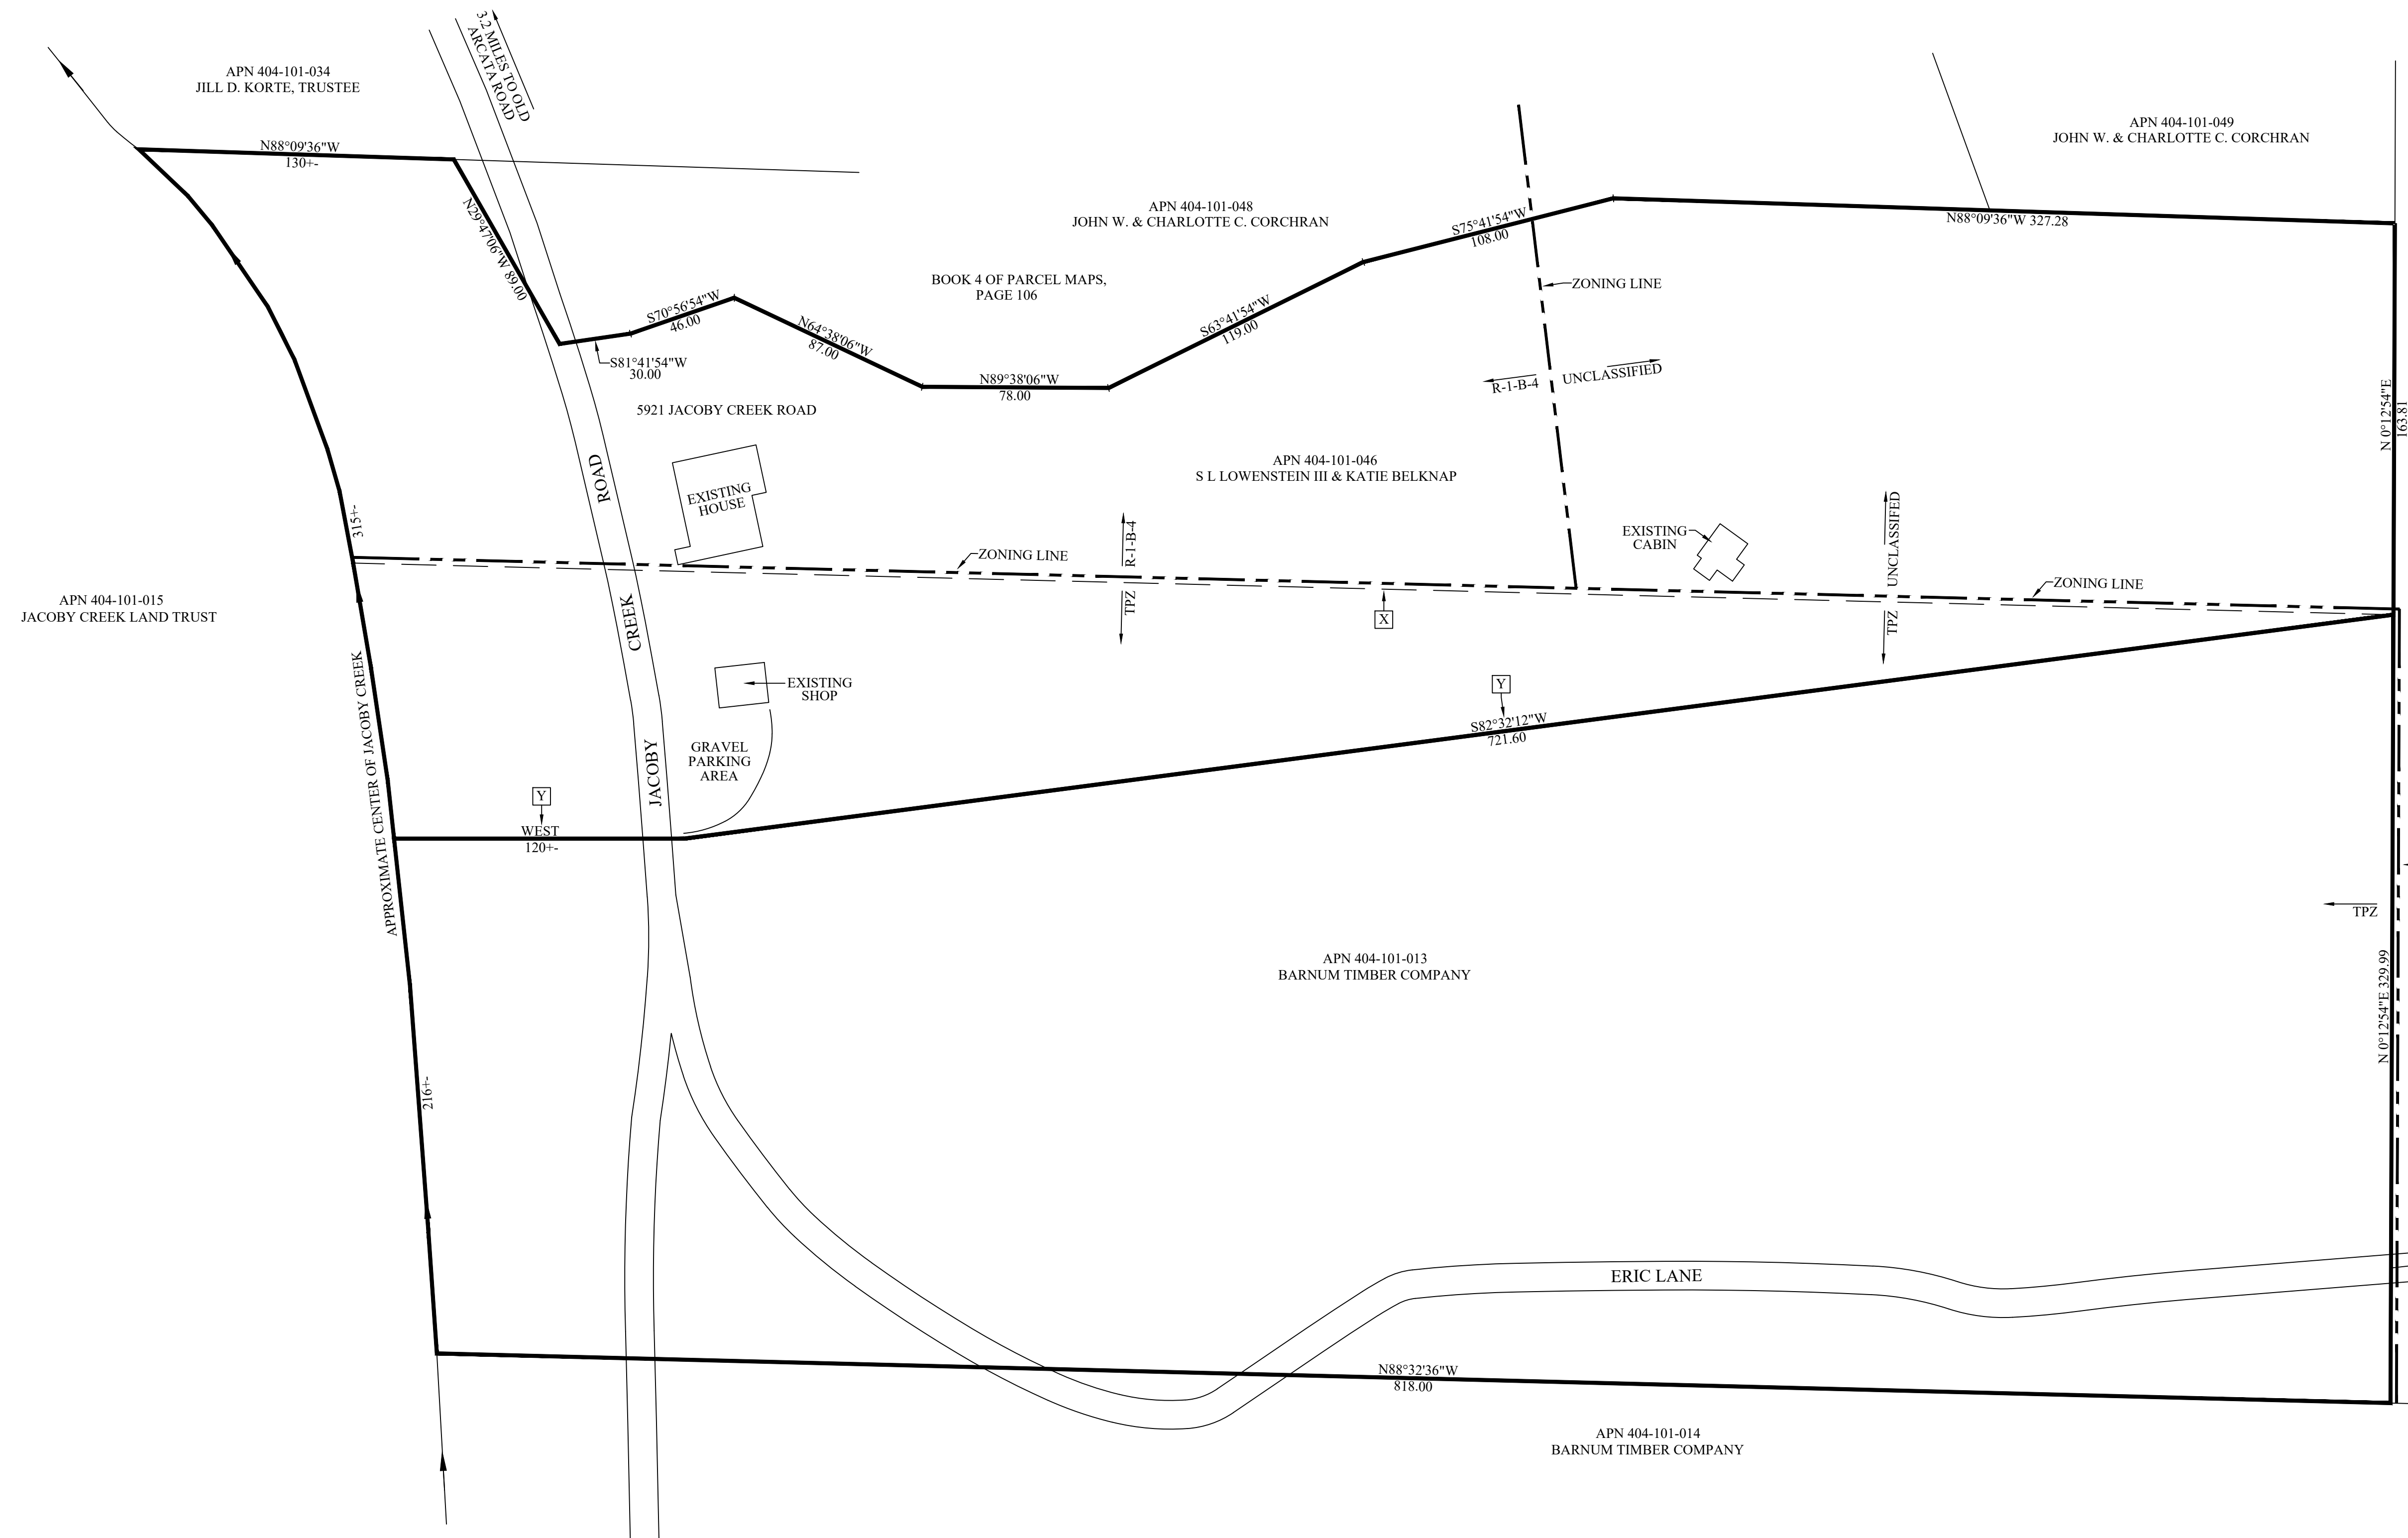 3.2 MILES TO OLD
ARCATA ROAD
APN 404-101-034
JILL D. KORTE, TRUSTEE
APN 404-101-049
JOHN W. & CHARLOTTE C. CORCHRAN
N88°09'36"W
130+-
APN 404-101-048
JOHN W. & CHARLOTTE C. CORCHRAN
S75°41'54"W
108.00
N88°09'36"W 327.28
N29°47'06"W 89.00
BOOK 4 OF PARCEL MAPS,
PAGE 106
ZONING LINE
S70°56'54"W
46.00
N64°38'06"W
87.00
S63°41'54"W
119.00
S81°41'54"W
30.00
N89°38'06"W
78.00
R-1-B-4
UNCLASSIFIED
5921 JACOBY CREEK ROAD
N 0°12'54"E
163.81
APN 404-101-046
S L LOWENSTEIN III & KATIE BELKNAP
EXISTING
HOUSE
ROAD
315+-
EXISTING
CABIN
UNCLASSIFED
R-1-B-4
ZONING LINE
ZONING LINE
APN 404-101-015
JACOBY CREEK LAND TRUST
CREEK
TPZ
X
TPZ
EXISTING
SHOP
Y
S82°32'12"W
721.60
APPROXIMATE CENTER OF JACOBY CREEK
JACOBY
GRAVEL
PARKING
AREA
Y
WEST
120+-
TPZ
APN 404-101-013
BARNUM TIMBER COMPANY
N 0°12'54"E 329.99
216+-
ERIC LANE
N88°32'36"W
818.00
APN 404-101-014
BARNUM TIMBER COMPANY